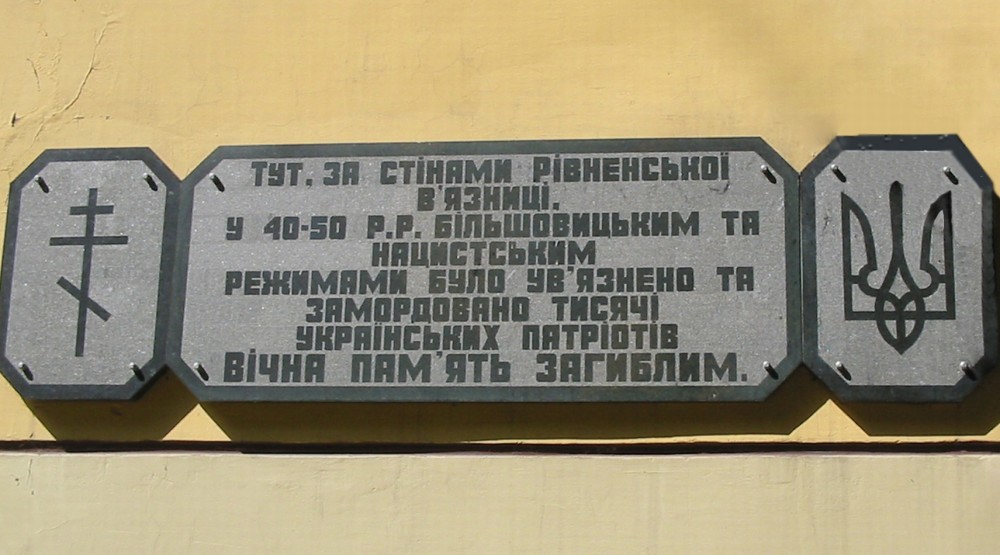 ТУТ, ЗА СТІНАМИ РІВНЕНСЬКОЇ
В'ЯЗНИЦІ.
У 40-50 Р.Р. БІЛЬШОВИЦЬКИМ ТА
НАЦИСТСЬКИМ
РЕЖИМАМИ БУЛО УВ'ЯЗНЕНО ТА
ЗАМОРДОВАНО ТИСЯЧІ
УКРАЇНСЬКИХ ПАТРІОТІВ
ВІЧНА ПАМ'ЯТЬ ЗАГИБЛИМ.